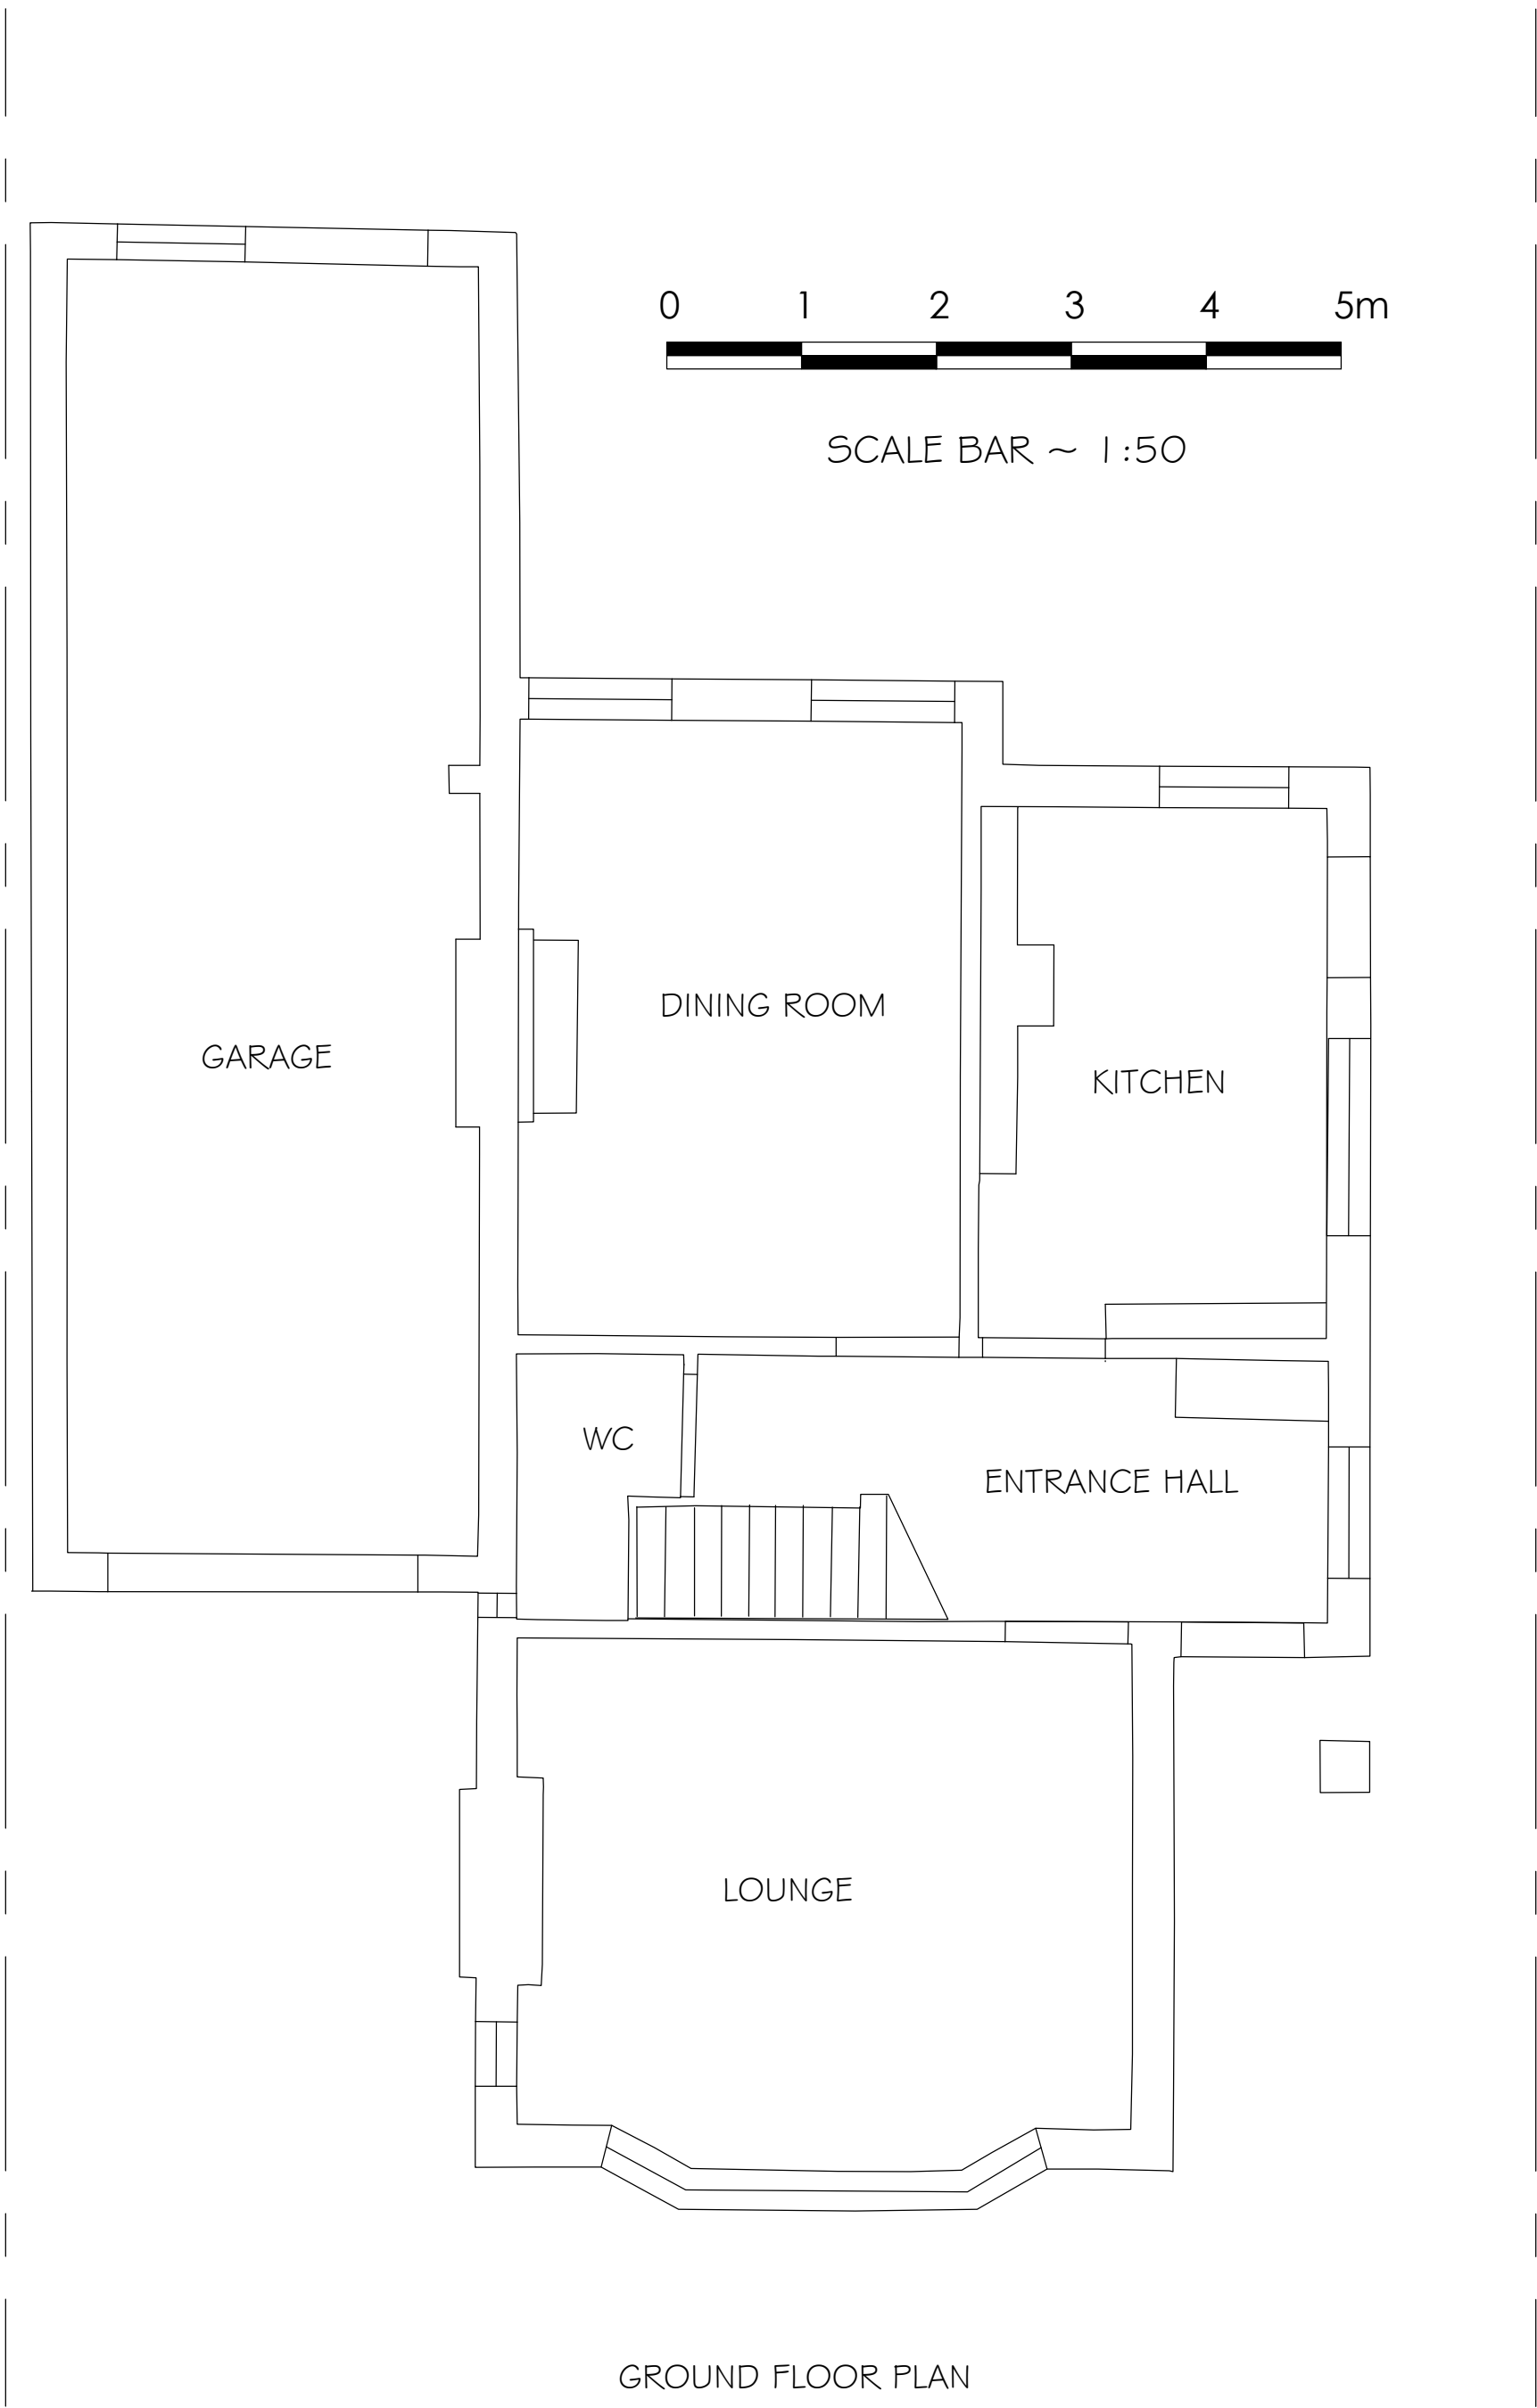 0 1 2 3 4 5m
SCALE BAR ~ 1:50
DINING ROOM
GARAGE
KITCHEN
WC
ENTRANCE HALL
LOUNGE
GROUND FLOOR PLAN